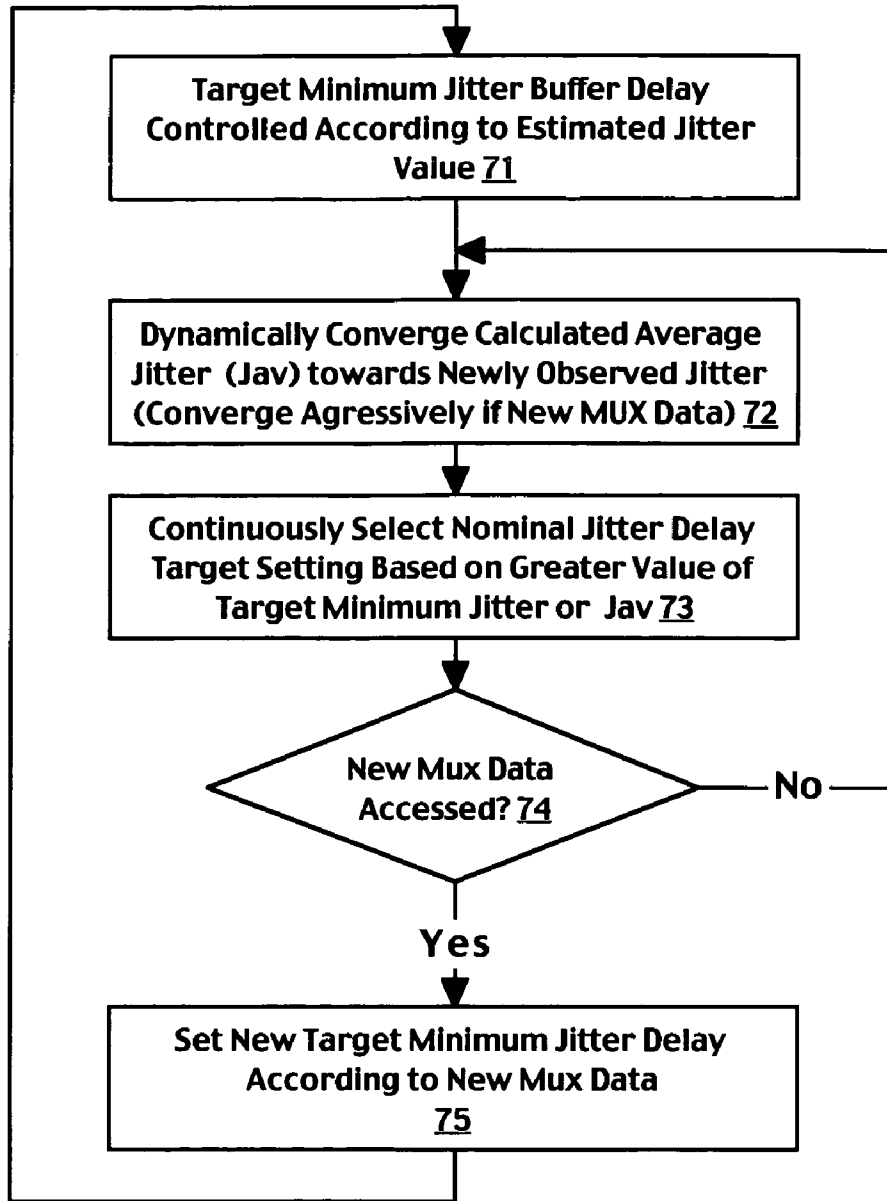 Target Minimum Jitter Buffer Delay
Controlled According to Estimated Jitter
Value 71
Dynamically Converge Calculated Average
Jitter (Jav) towards Newly Observed Jitter
(Converge Agressively if New MUX Data) 72
Continuously Select Nominal Jitter Delay
Target Setting Based on Greater Value of
Target Minimum Jitter or Jav 73
New Mux Data
Accessed? 74
No
Yes
Set New Target Minimum Jitter Delay
According to New Mux Data
75